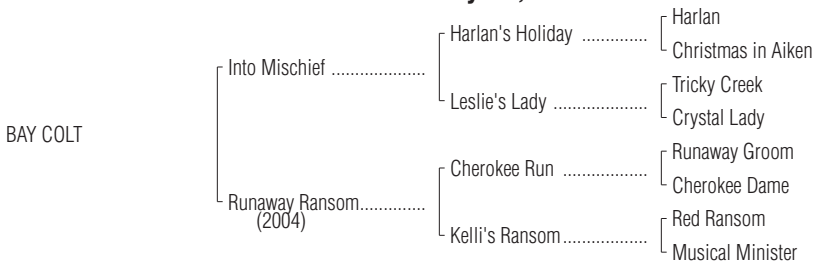 Harlan
Harlan's Holiday ..............
Christmas in Aiken
Into Mischief ....................
Tricky Creek
Leslie's Lady ....................
Crystal Lady
BAY COLT
Runaway Groom
Cherokee Run ..................
Cherokee Dame
Runaway Ransom..............
(2004)
Red Ransom
Kelli's Ransom..................
Musical Minister